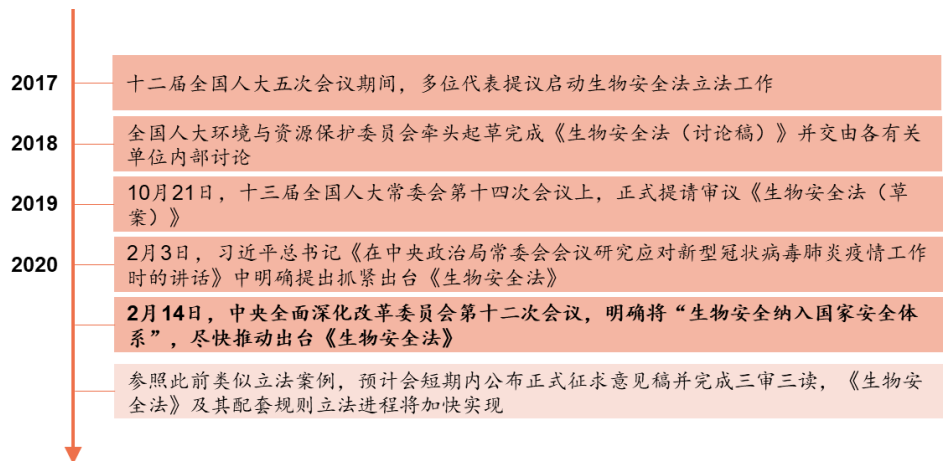 2017
十二届全国人大五次会议期间，多位代表提议启动生物安全法立法工作
2018
全国人大环境与资源保护委员会牵头起草完成《生物安全法（讨论稿）》并交由各有关
单位内部讨论
2019
10月21日，十三届全国人大常委会第十四次会议上，正式提请审议《生物安全法（草
案）》
2020
2月3日，习近平总书记《在中央政治局常委会会议研究应对新型冠状病毒肺炎疫情工作
时的讲话》中明确提出抓紧出台《生物安全法》
2月14日，中央全面深化改革委员会第十二次会议，明确将“生物安全纳入国家安全体
系”，尽快推动出台《生物安全法》
参照此前类似立法案例，预计会短期内公布正式征求意见稿并完成三审三读，《生物安
全法》及其配套规则立法进程将加快实现